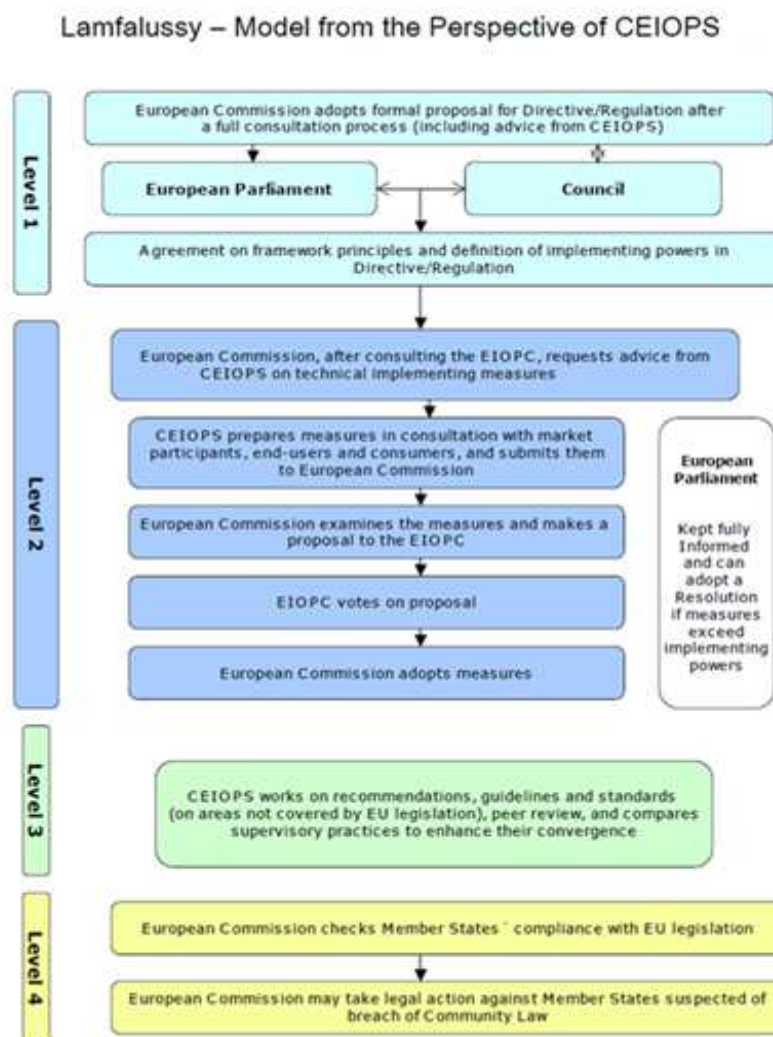 Lamfalussy – Model from the Perspective of CEIOPS
Level 1
European Commission adopts formal proposal for Directive/Regulation after
a full consultation process (including advice from CEIOPS)
European Parliament
Council
Agreement on framework principles and definition of implementing powers in
Directive/Regulation
Level 2
European Commission, after consulting the EIOPC, requests advice from
CEIOPS on technical implementing measures
CEIOPS prepares measures in consultation with market
participants, end-users and consumers, and submits them
to European Commission
European Commission examines the measures and makes a
proposal to the EIOPC
EIOPC votes on proposal
European Commission adopts measures
European
Parliament
Kept fully
Informed
and can
adopt a
Resolution
if measures
exceed
implementing
powers
Level 3
CEIOPS works on recommendations, guidelines and standards
(on areas not covered by EU legislation), peer review, and compares
supervisory practices to enhance their convergence
Level 4
European Commission checks Member States´ compliance with EU legislation
European Commission may take legal action against Member States suspected of
breach of Community Law